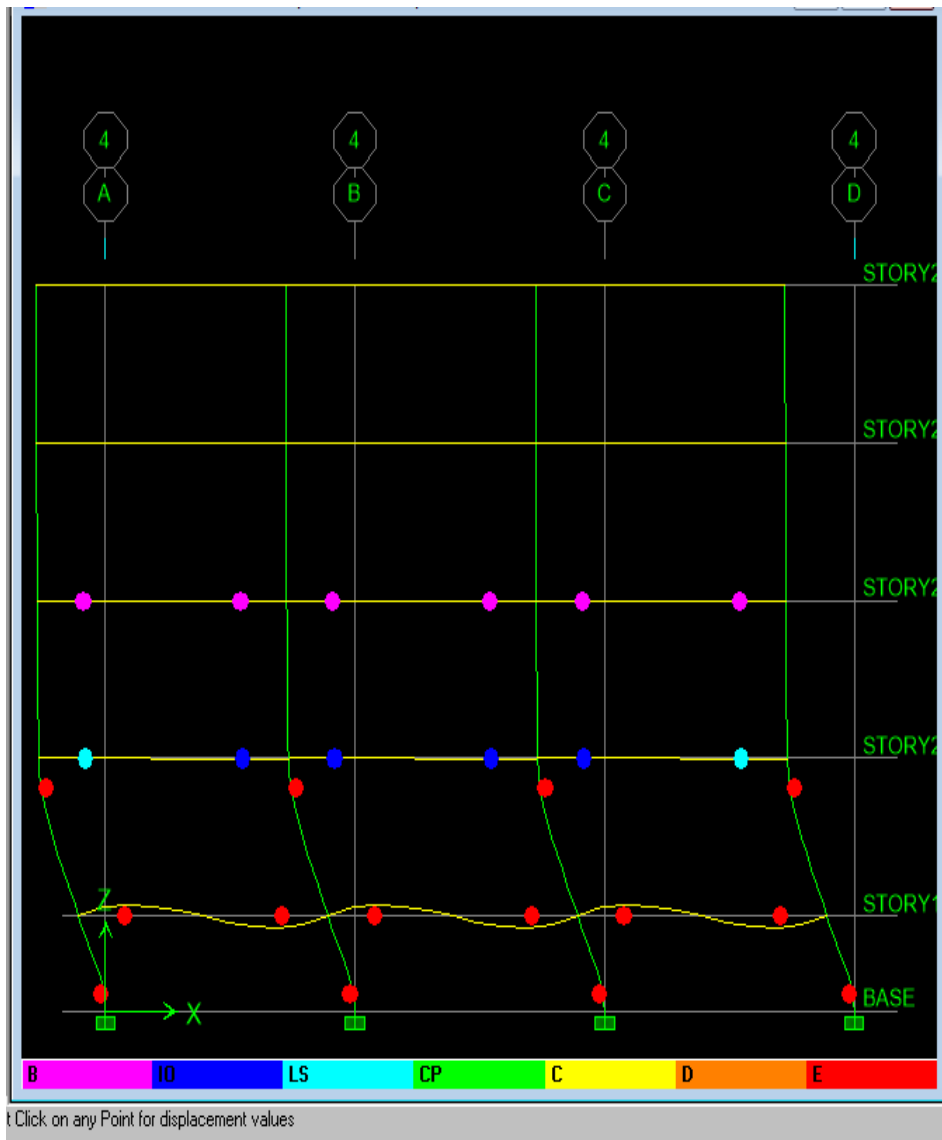 4 4 4 4
A B C D
STORY2
STORY2
STORY2
STORY2
Z
STORY1
X
BASE
B IO LS CP C D E
t Click on any Point for displacement values